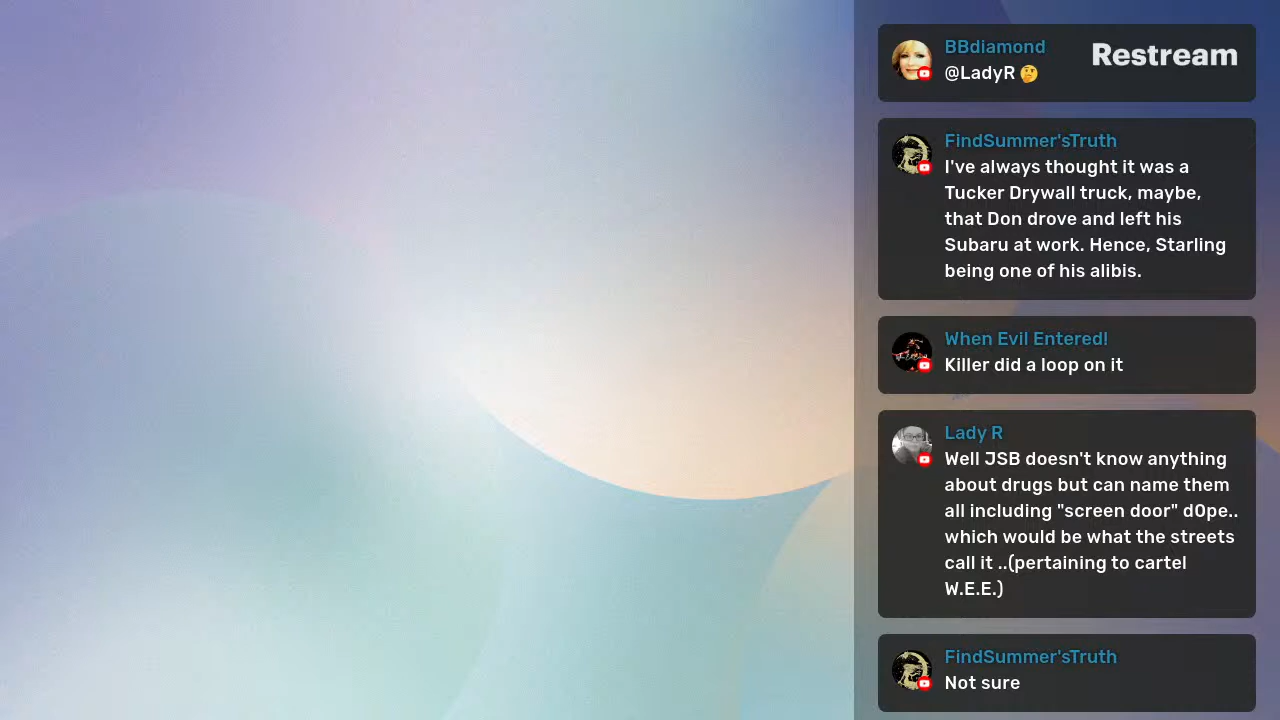 BBdiamond
Restream
@LadyR 🤔
FindSummer'sTruth
I've always thought it was a
Tucker Drywall truck, maybe,
that Don drove and left his
Subaru at work. Hence, Starling
being one of his alibis.
When Evil Entered!
Killer did a loop on it
Lady R
Well JSB doesn't know anything
about drugs but can name them
all including "screen door" d0pe..
which would be what the streets
call it ..(pertaining to cartel
W.E.E.)
FindSummer'sTruth
Not sure